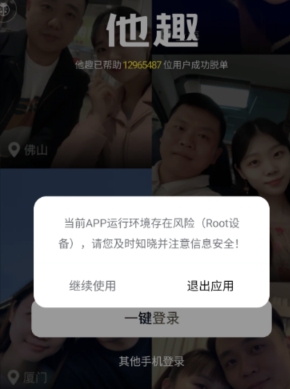 他趣
他趣已帮助 12965487 位用户成功脱单
佛山
当前APP运行环境存在风险（Root设
备），请您及时知晓并注意信息安全！
继续使用
退出应用
一键登录
其他手机登录
厦门